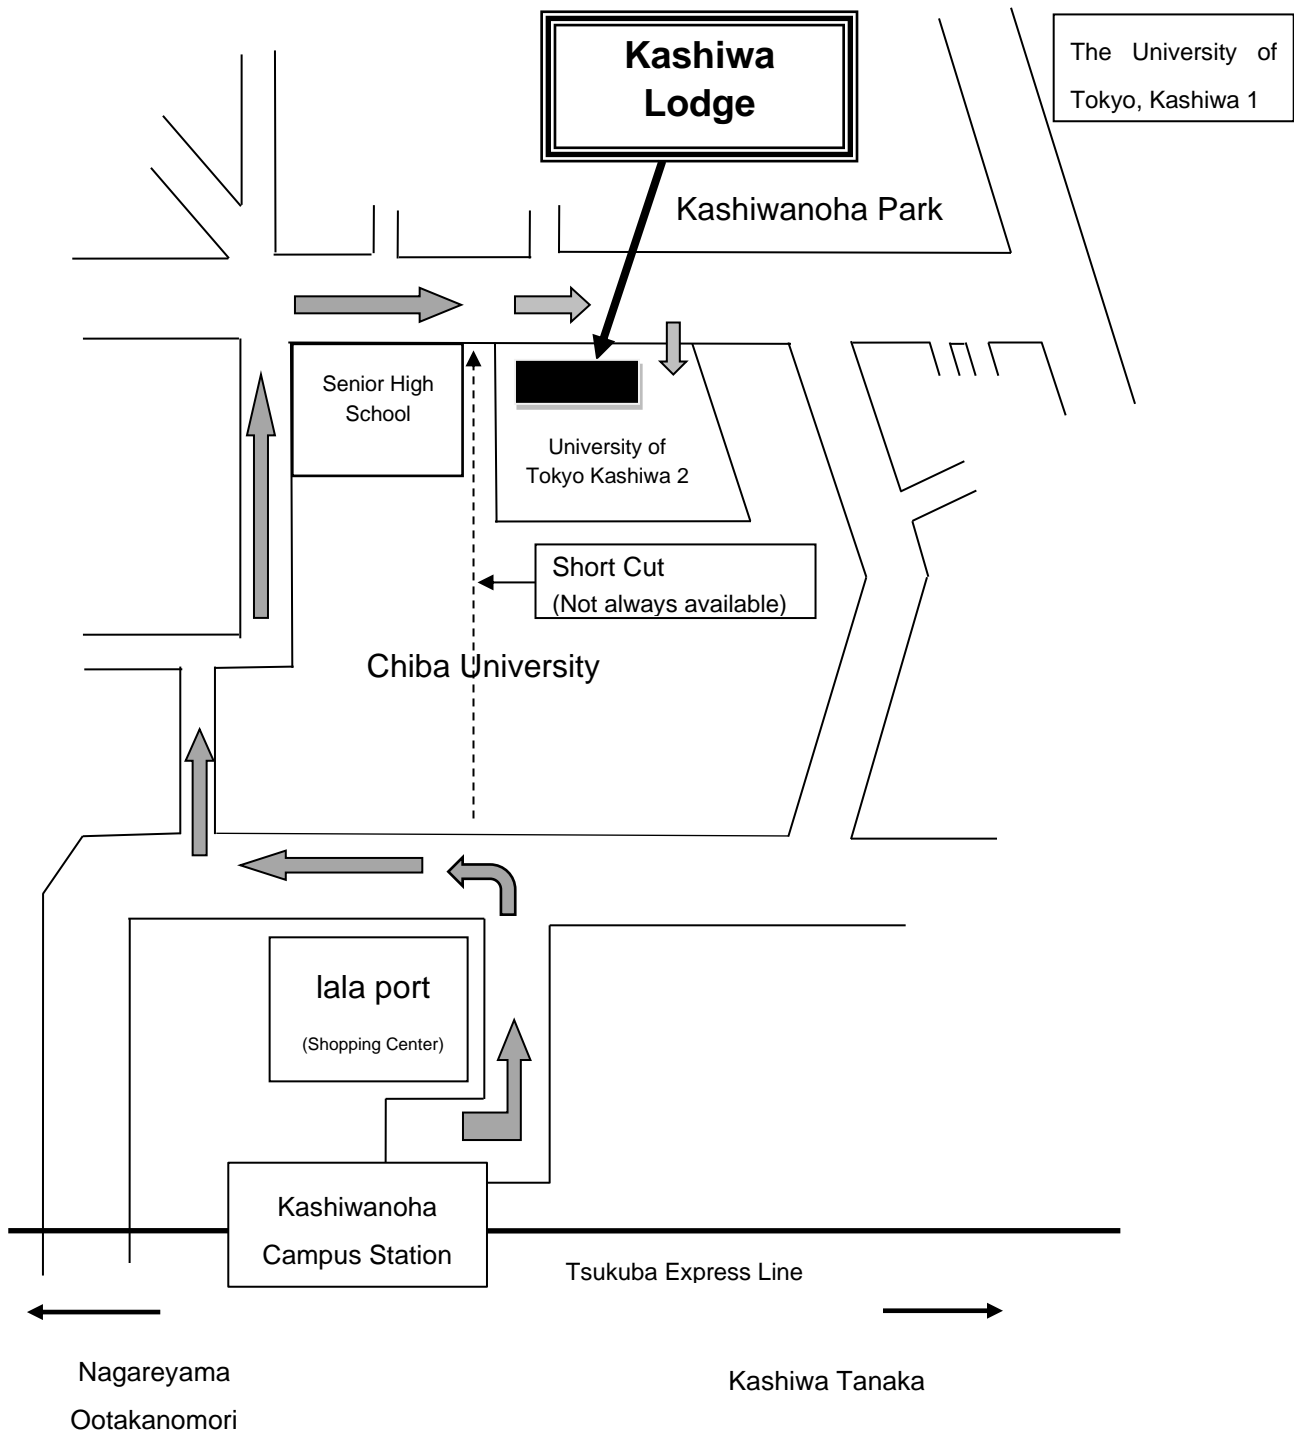 Kashiwa
Lodge
The University of
Tokyo, Kashiwa 1
Kashiwanoha Park
Senior High
School
University of
Tokyo Kashiwa 2
Short Cut
(Not always available)
Chiba University
lala port
(Shopping Center)
Kashiwanoha
Campus Station
Tsukuba Express Line
Nagareyama
Ootakanomori
Kashiwa Tanaka